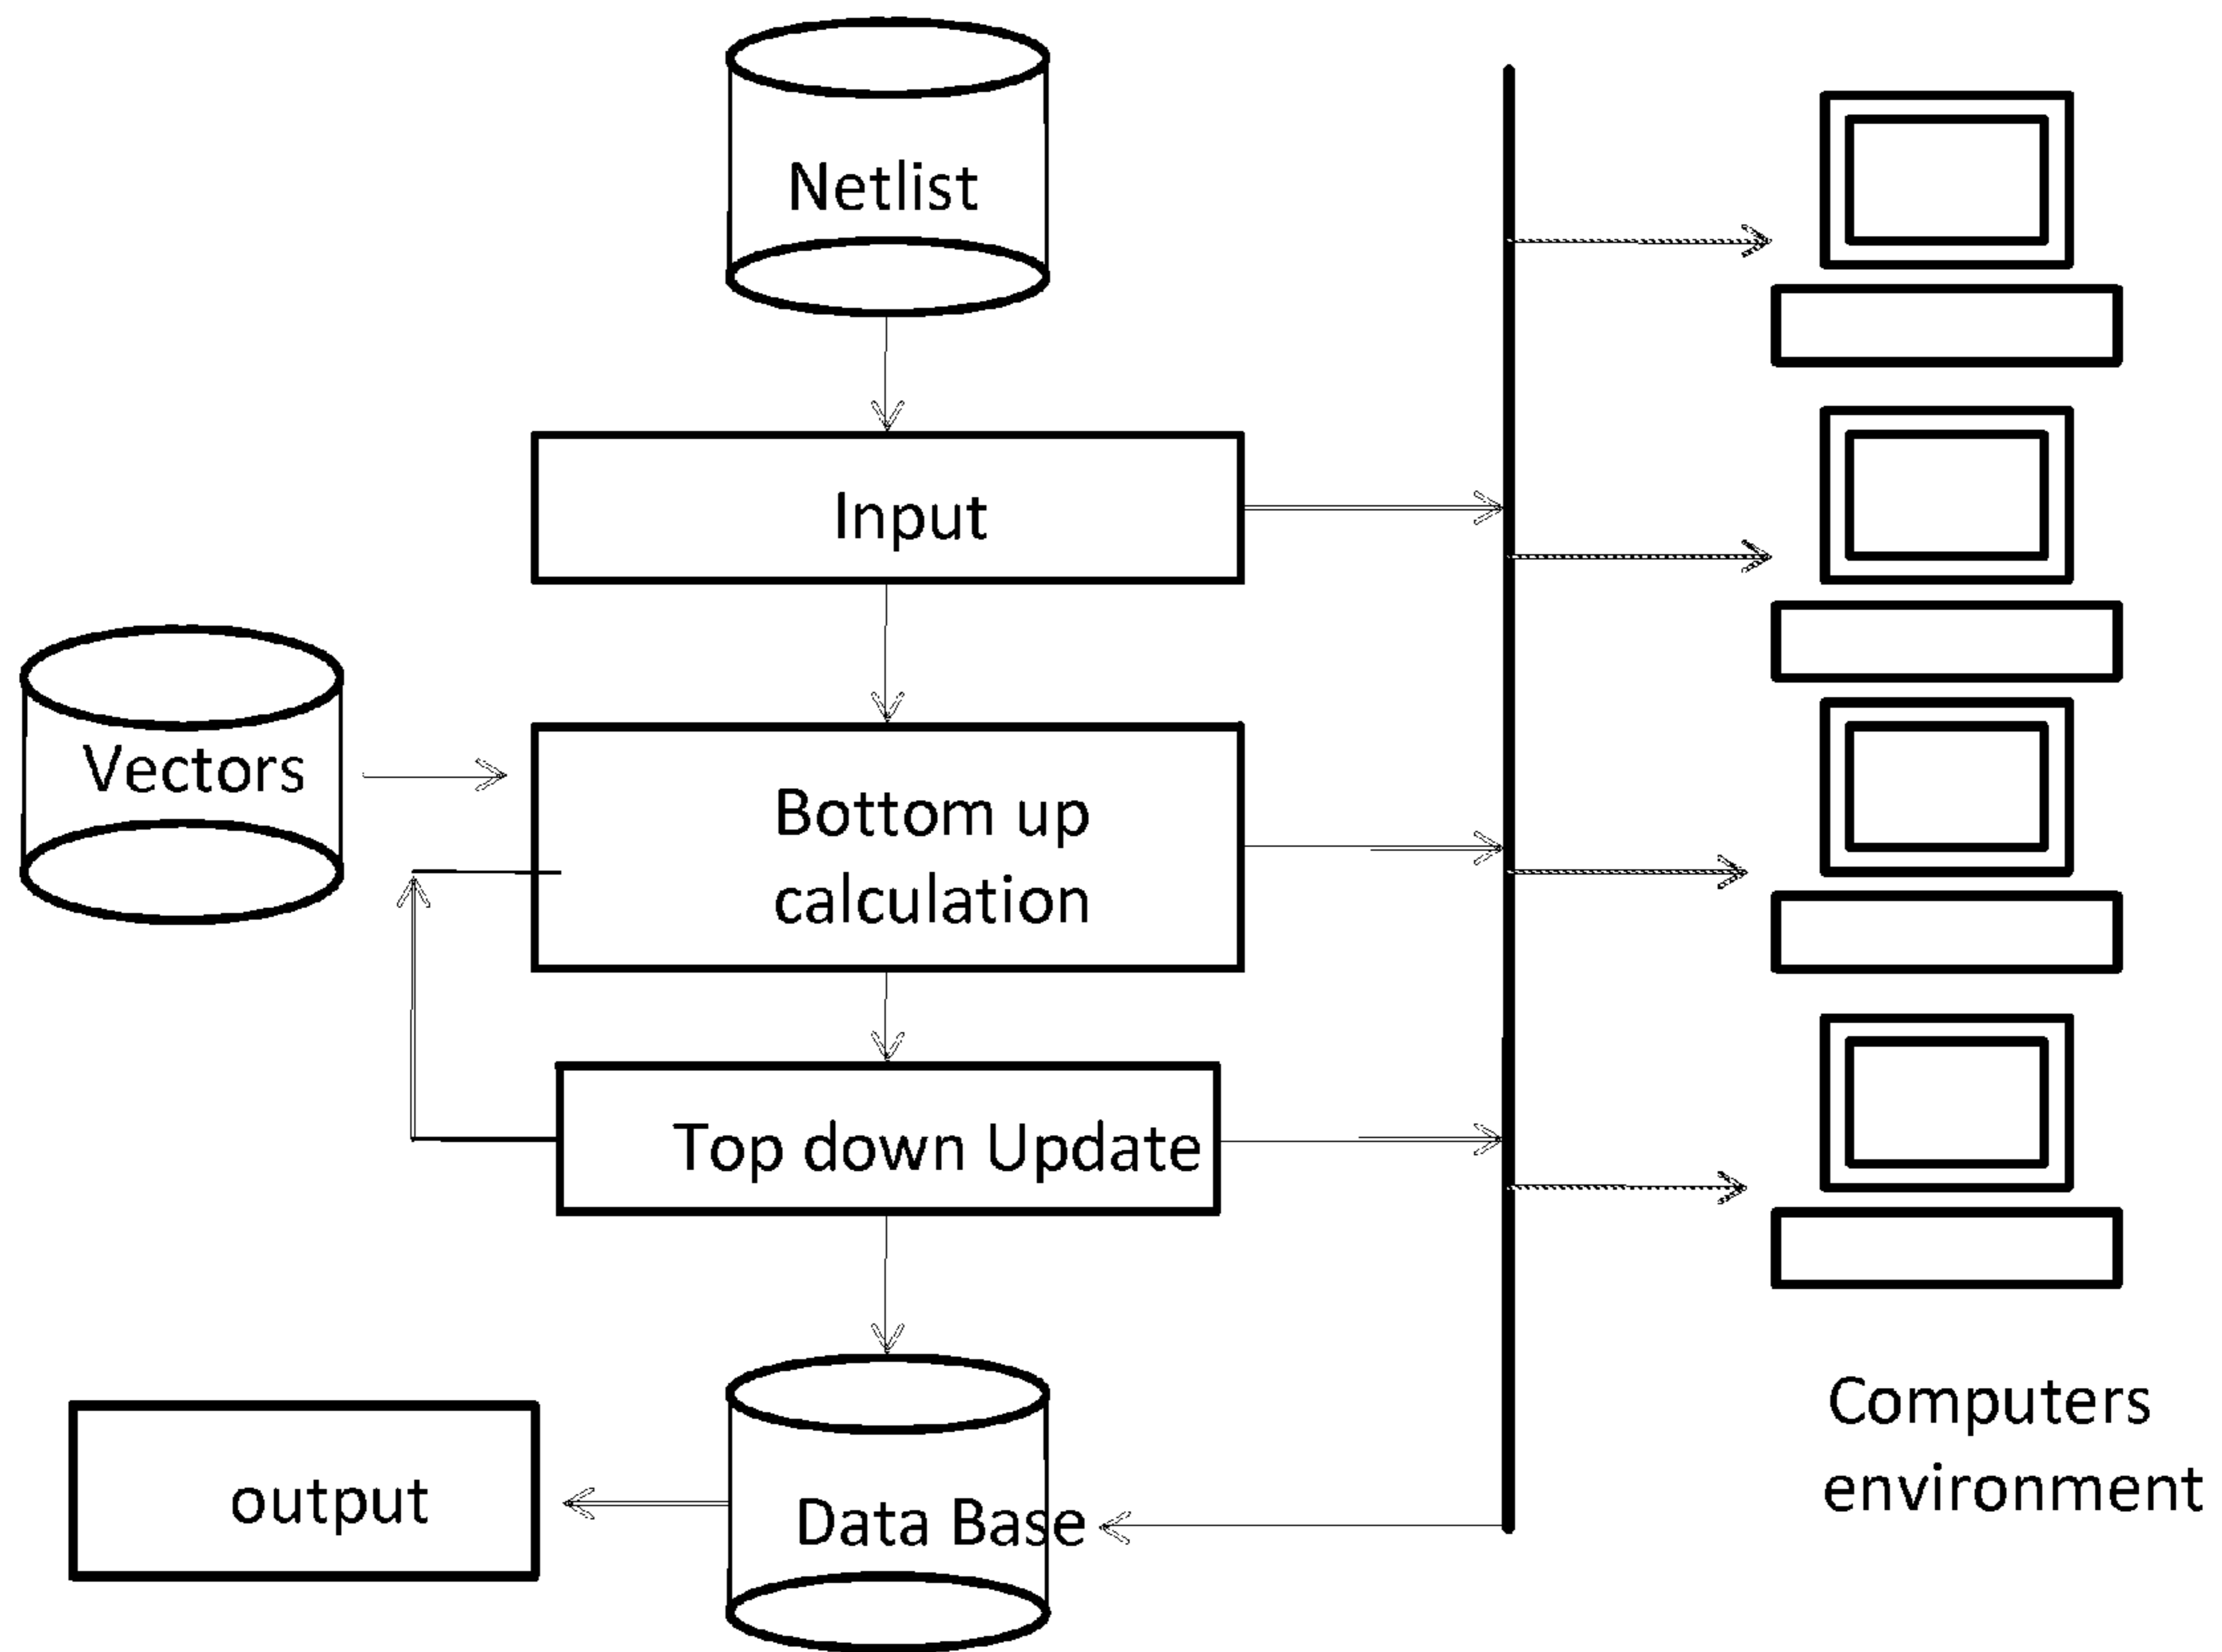 Netlist
Input
Vectors
Bottom up
calculation
Top down Update
Computers
environment
output
Data Base